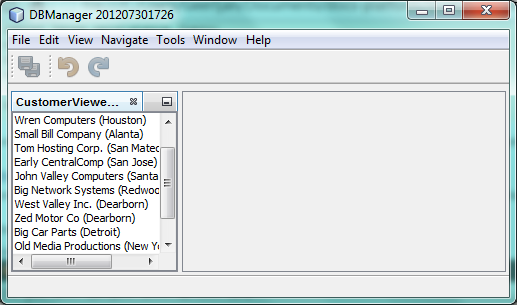 DBManager 201207301726
File Edit View Navigate Tools Window Help
CustomerViewe...
Wren Computers (Houston)
Small Bill Company (Alanta)
Tom Hosting Corp. (San Mateo
Early CentralComp (San Jose)
John Valley Computers (Santa
Big Network Systems (Redwoo
West Valley Inc. (Dearborn)
Zed Motor Co (Dearborn)
Big Car Parts (Detroit)
Old Media Productions (New Yo